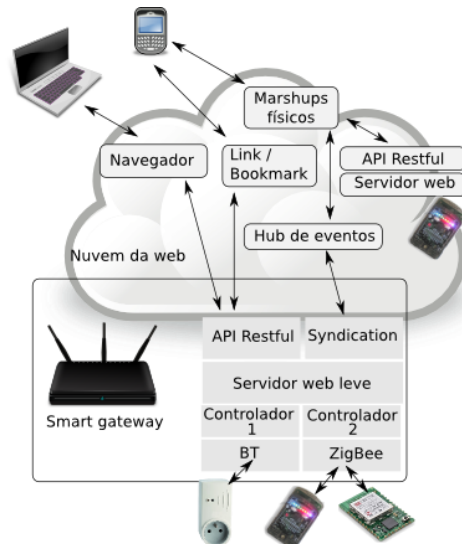 Marshups
físicos
Navegador
Link /
Bookmark
API Restful
Servidor web
Hub de eventos
Nuvem da web
API Restful
Syndication
Servidor web leve
Smart gateway
Controlador
1
Controlador
2
BT
ZigBee